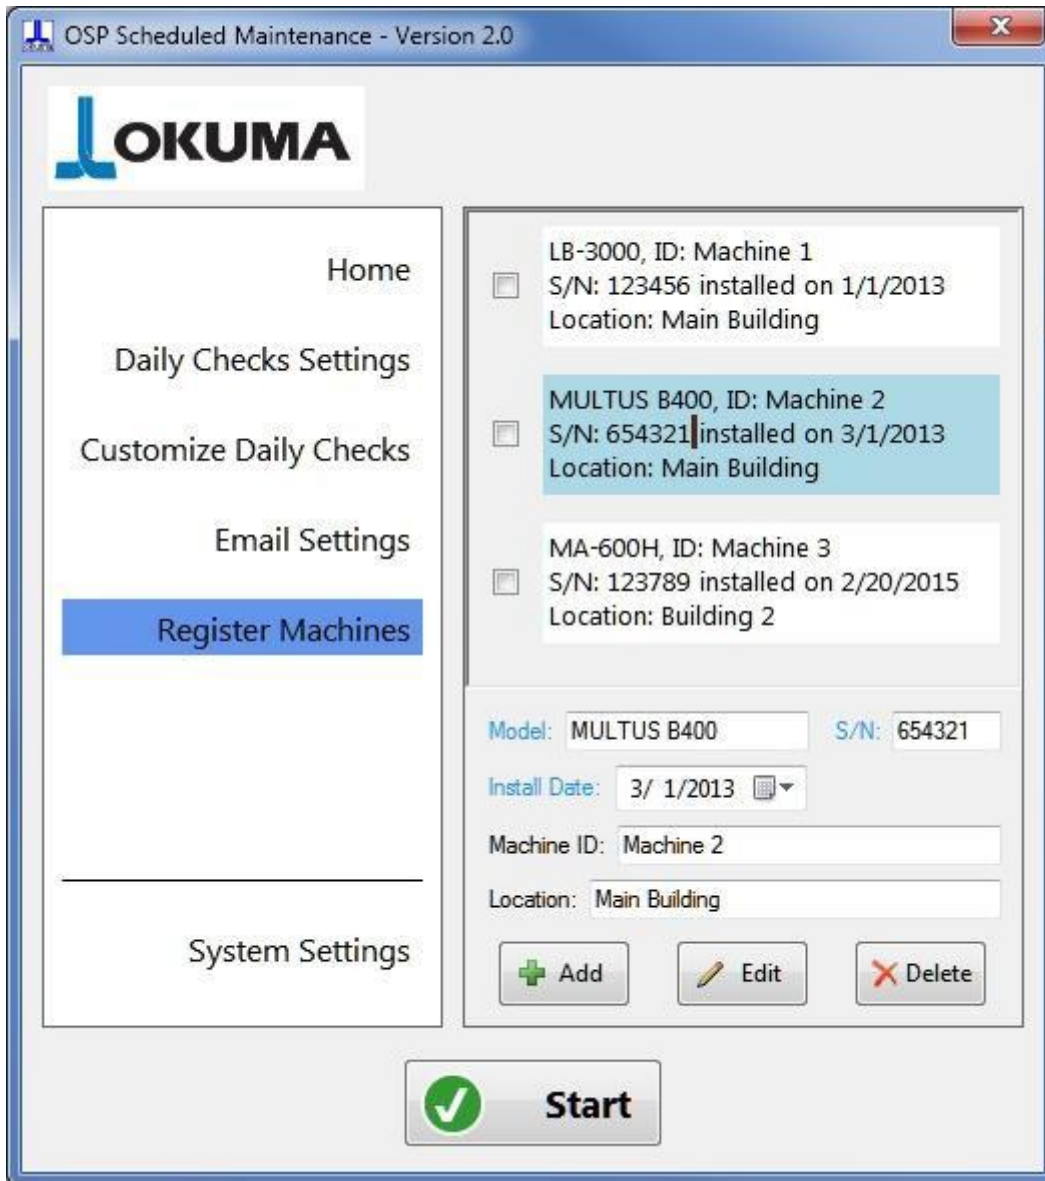 OSP Scheduled Maintenance - Version 2.0
OKUMA
Home
Daily Checks Settings
Customize Daily Checks
Email Settings
Register Machines
System Settings
LB-3000, ID: Machine 1
S/N: 123456 installed on 1/1/2013
Location: Main Building
MULTUS B400, ID: Machine 2
S/N: 654321 installed on 3/1/2013
Location: Main Building
MA-600H, ID: Machine 3
S/N: 123789 installed on 2/20/2015
Location: Building 2
Model: MULTUS B400 S/N: 654321
Install Date: 3/ 1/2013
Machine ID: Machine 2
Location: Main Building
Add Edit Delete
Start